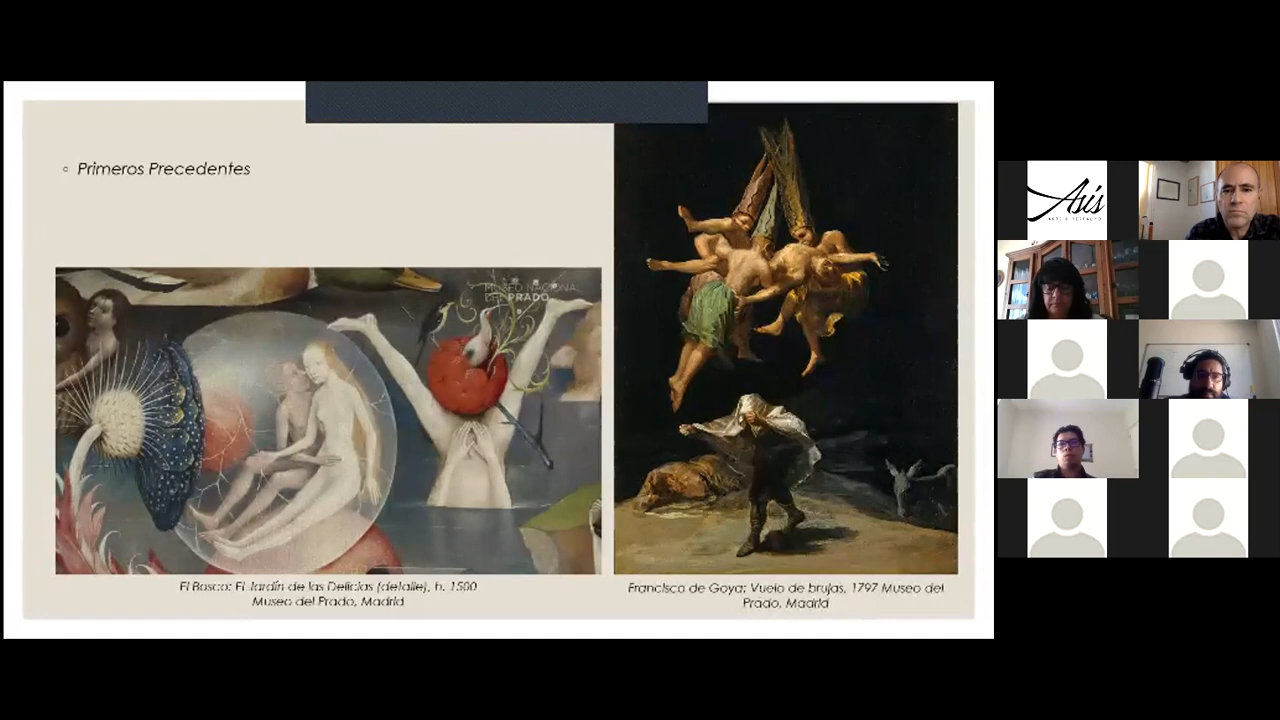 Primeros Precedentes
MUSEO NACIONAL
DEL PRADO
El Bosco: El Jardín de las Delicias (detalle), h. 1500
Museo del Prado, Madrid
Francisco de Goya: Vuelo de brujas, 1797 Museo del
Prado, Madrid
Asís